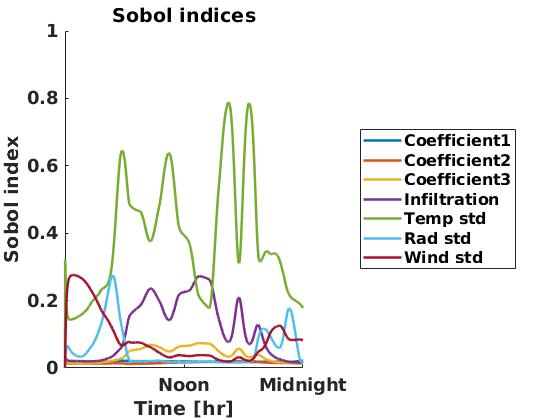 Sobol indices
1
0.8
0.6
0.4
0.2
0
Sobol index
Noon
Midnight
Time [hr]
Coefficient1
Coefficient2
Coefficient3
Infiltration
Temp std
Rad std
Wind std